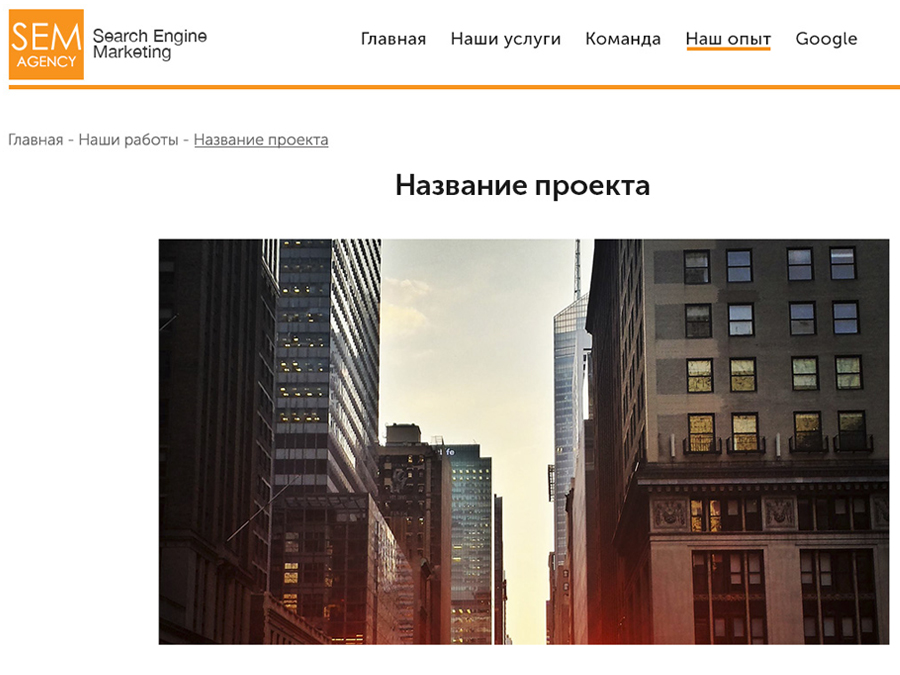 SEM
AGENCY
Search Engine
Marketing
Главная Наши услуги Команда Наш опыт Google
Главная - Наши работы - Название проекта
Название проекта